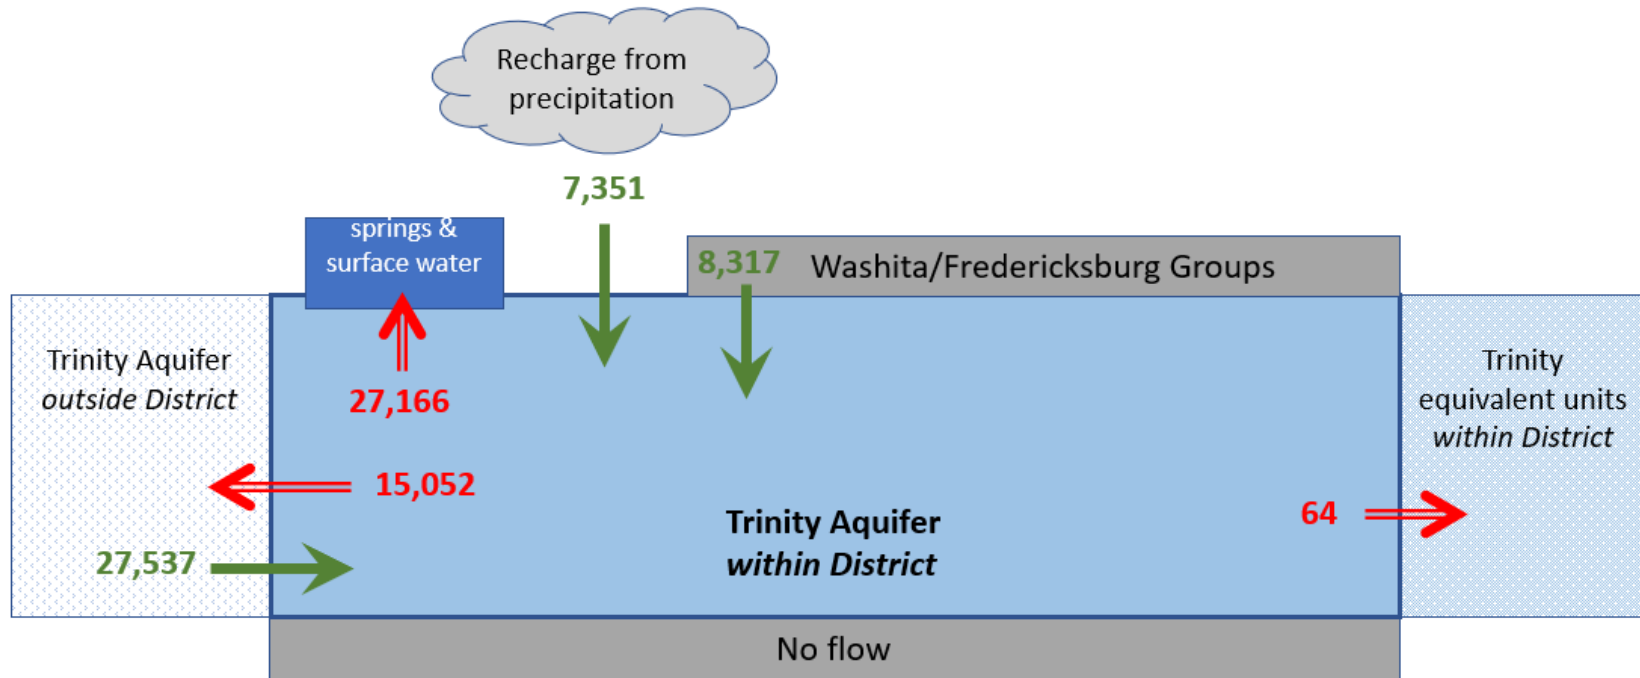 Recharge from
precipitation
7,351
springs &
surface water
8,317
Washita/Fredericksburg Groups
Trinity Aquifer
outside District
27,166
15,052
27,537
Trinity Aquifer
within District
64
Trinity
equivalent units
within District
No flow